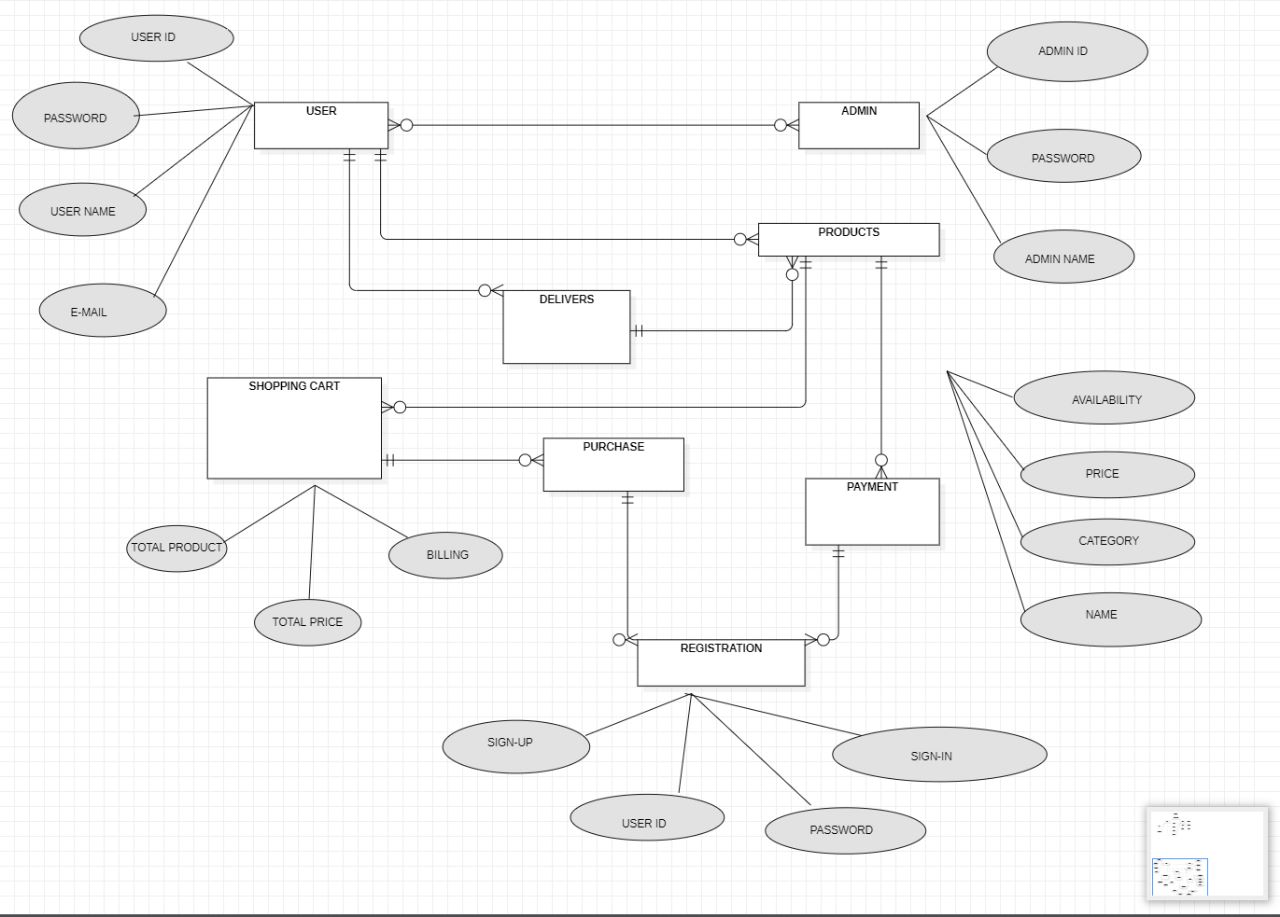 USER ID
ADMIN ID
PASSWORD
USER
ADMIN
PASSWORD
USER NAME
PRODUCTS
ADMIN NAME
E-MAIL
DELIVERS
SHOPPING CART
AVAILABILITY
PURCHASE
PRICE
PAYMENT
TOTAL PRODUCT
BILLING
CATEGORY
TOTAL PRICE
NAME
REGISTRATION
SIGN-UP
SIGN-IN
USER ID
PASSWORD